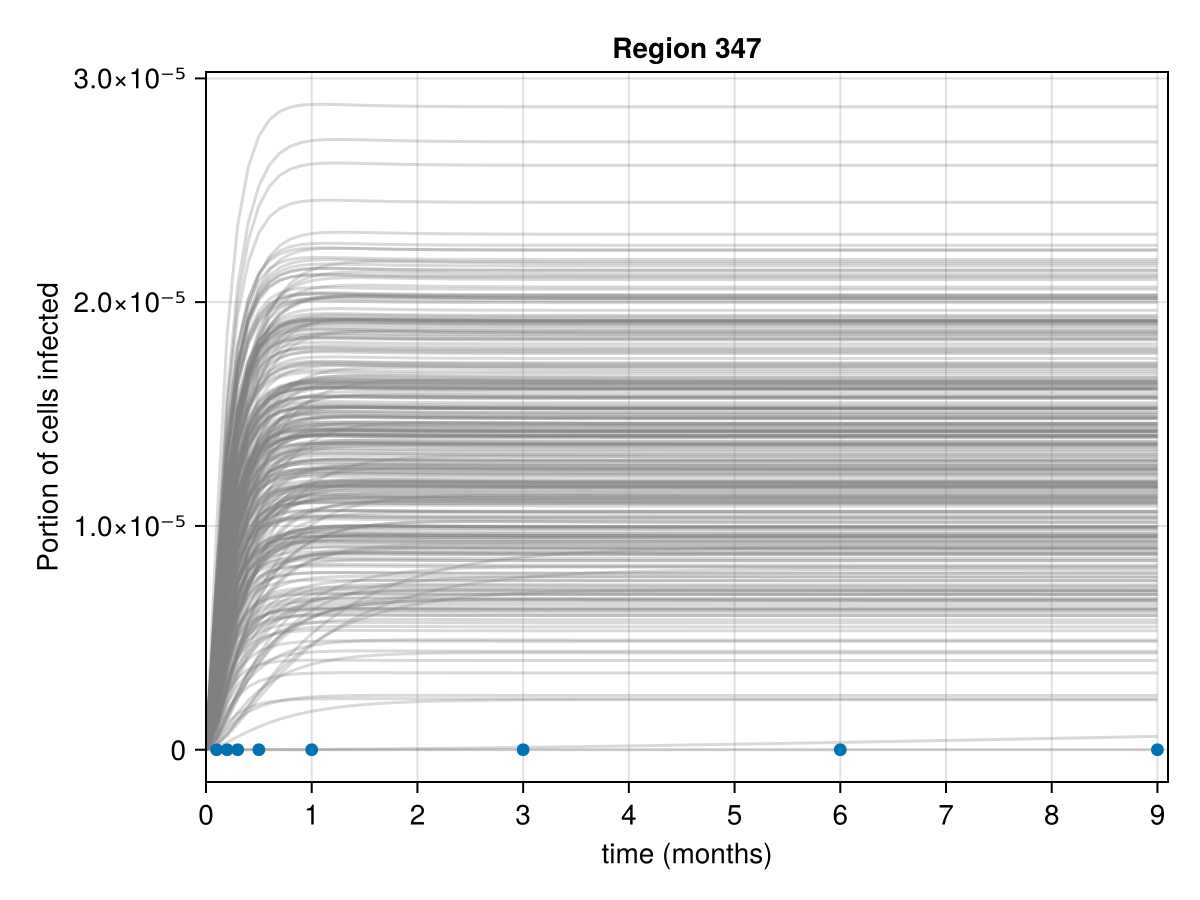 Region 347
3.0×10⁻⁵
2.0×10⁻⁵
1.0×10⁻⁵
0
Portion of cells infected
0 1 2 3 4 5 6 7 8 9
time (months)